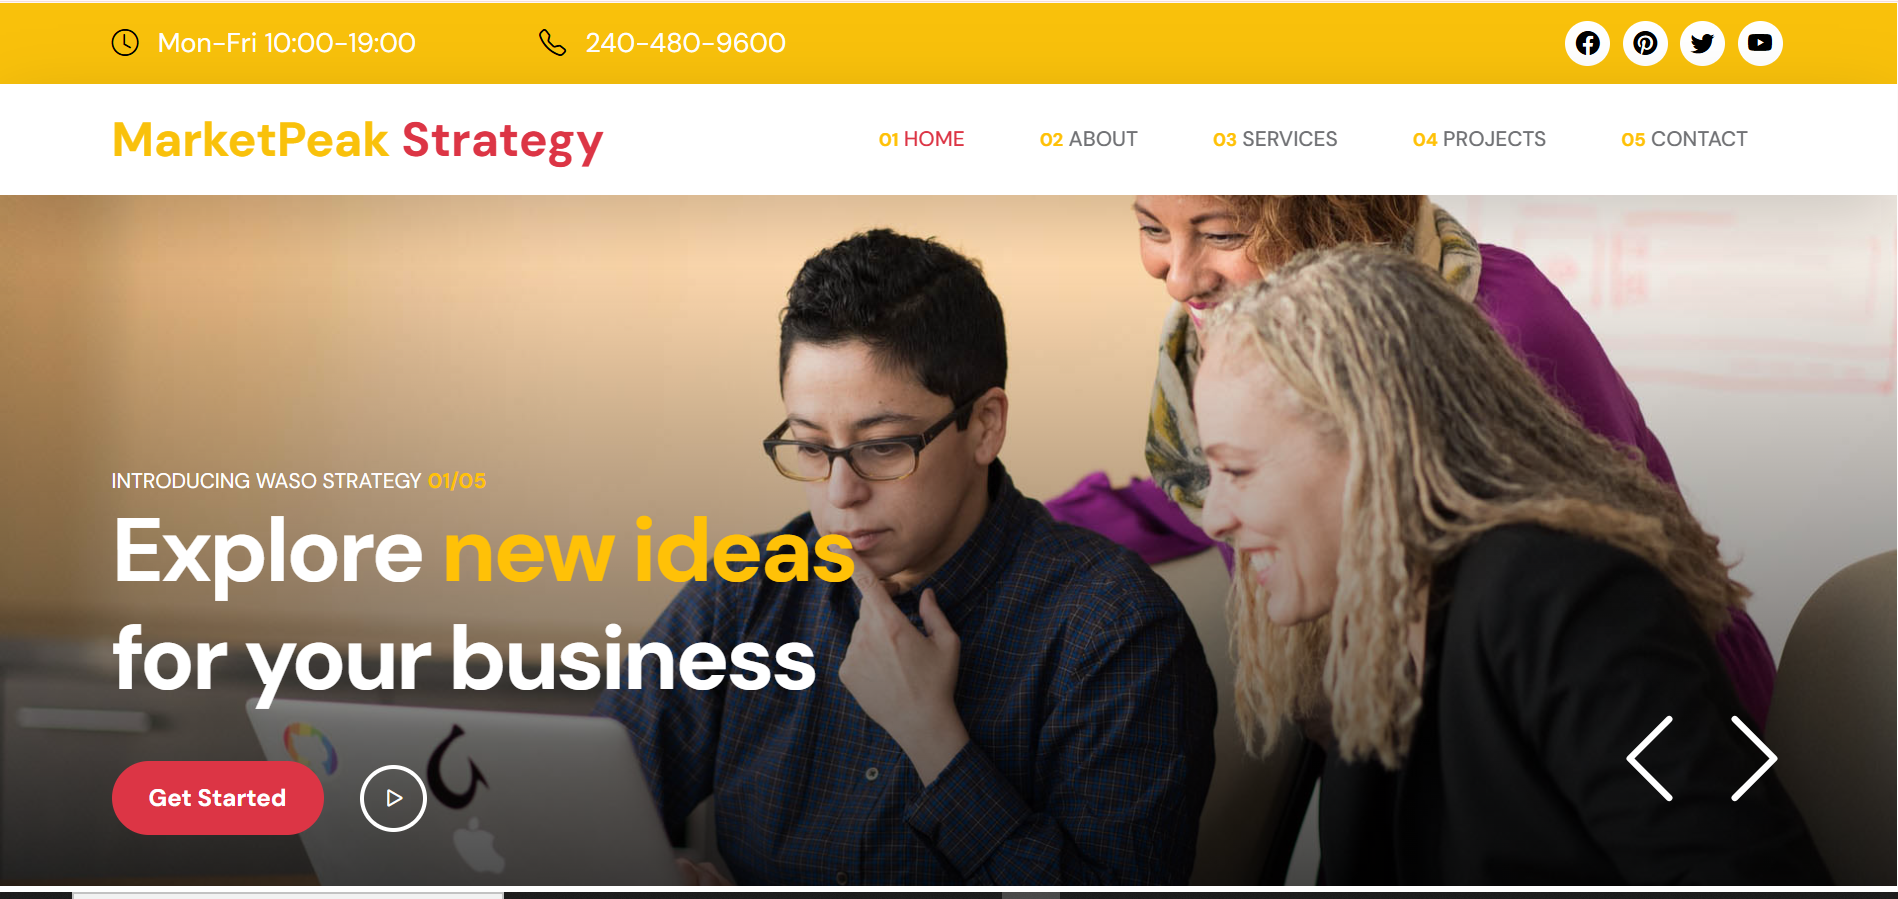 Mon-Fri 10:00-19:00
240-480-9600
MarketPeak Strategy
01 HOME
02 ABOUT
03 SERVICES
04 PROJECTS
05 CONTACT
INTRODUCING WASO STRATEGY 01/05
Explore new ideas
for your business
Get Started